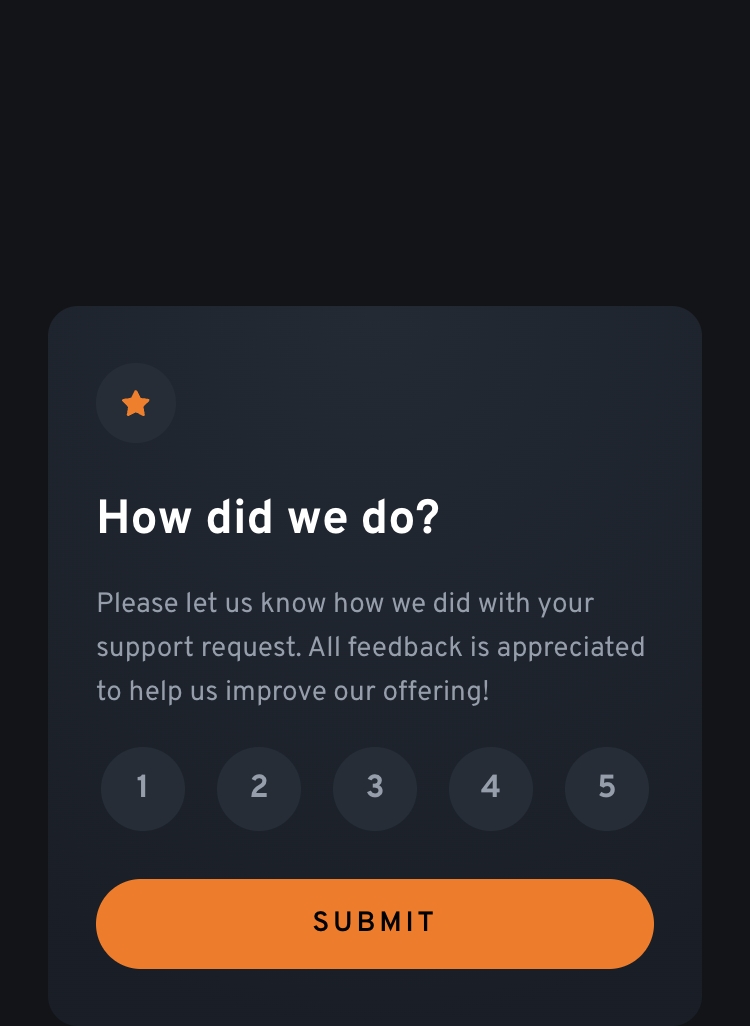 How did we do?
Please let us know how we did with your
support request. All feedback is appreciated
to help us improve our offering!
1 2 3 4 5
SUBMIT